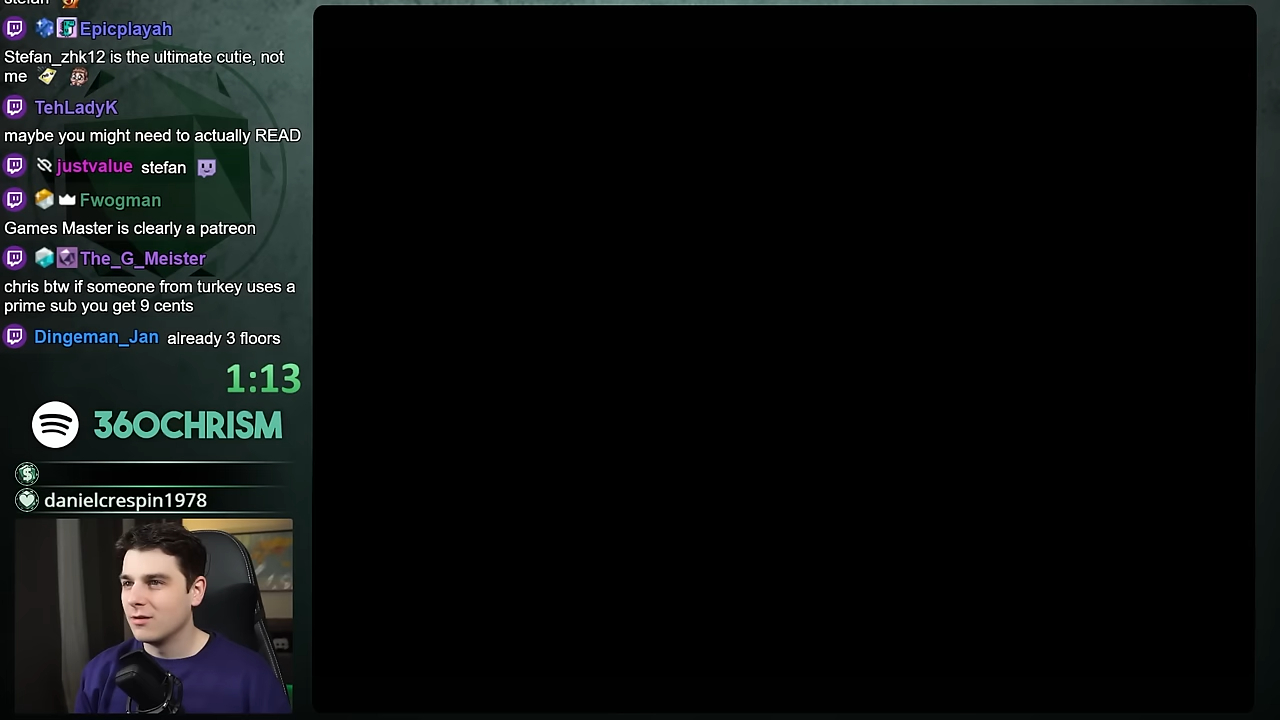 stefan
Epicplayah
Stefan_zhk12 is the ultimate cutie, not
me
TehLadyK
maybe you might need to actually READ
justvalue stefan
Fwogman
Games Master is clearly a patreon
The_G_Meister
chris btw if someone from turkey uses a
prime sub you get 9 cents
Dingeman_Jan already 3 floors
1:13
360CHRISM
$
danielcrespin1978